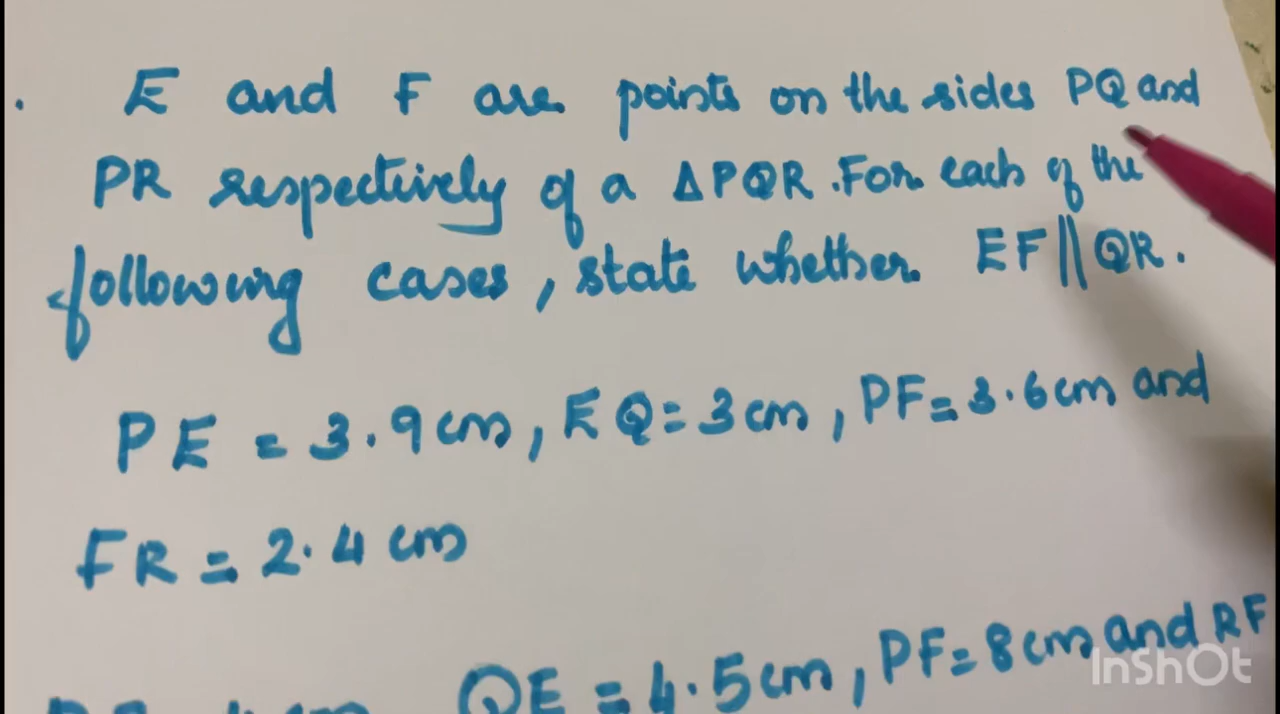 E and F are points on the sides PQ and
PR respectively of a ΔPQR. For each of the
following cases, state whether EF || QR.
PE = 3.9 cm, EQ = 3 cm, PF = 3.6 cm and
FR = 2.4 cm
QE = 4.5 cm, PF = 8 cm and RF
InShOt